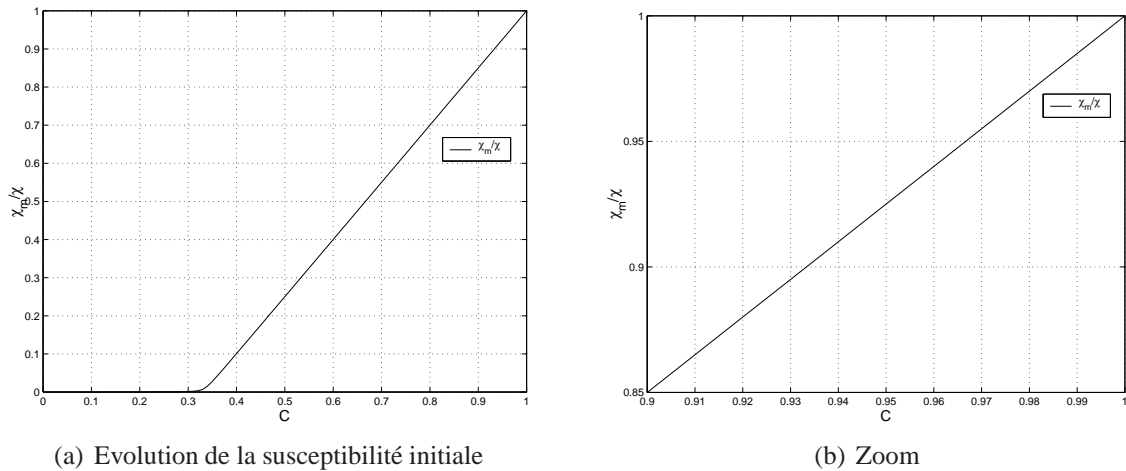 1
0.9
0.8
0.7
0.6
0.5
0.4
0.3
0.2
0.1
0
χm/χ
χm/χ
0 0.1 0.2 0.3 0.4 0.5 0.6 0.7 0.8 0.9 1
C
(a) Evolution de la susceptibilité initiale
1
0.95
0.9
0.85
χm/χ
χm/χ
0.9 0.91 0.92 0.93 0.94 0.95 0.96 0.97 0.98 0.99 1
C
(b) Zoom